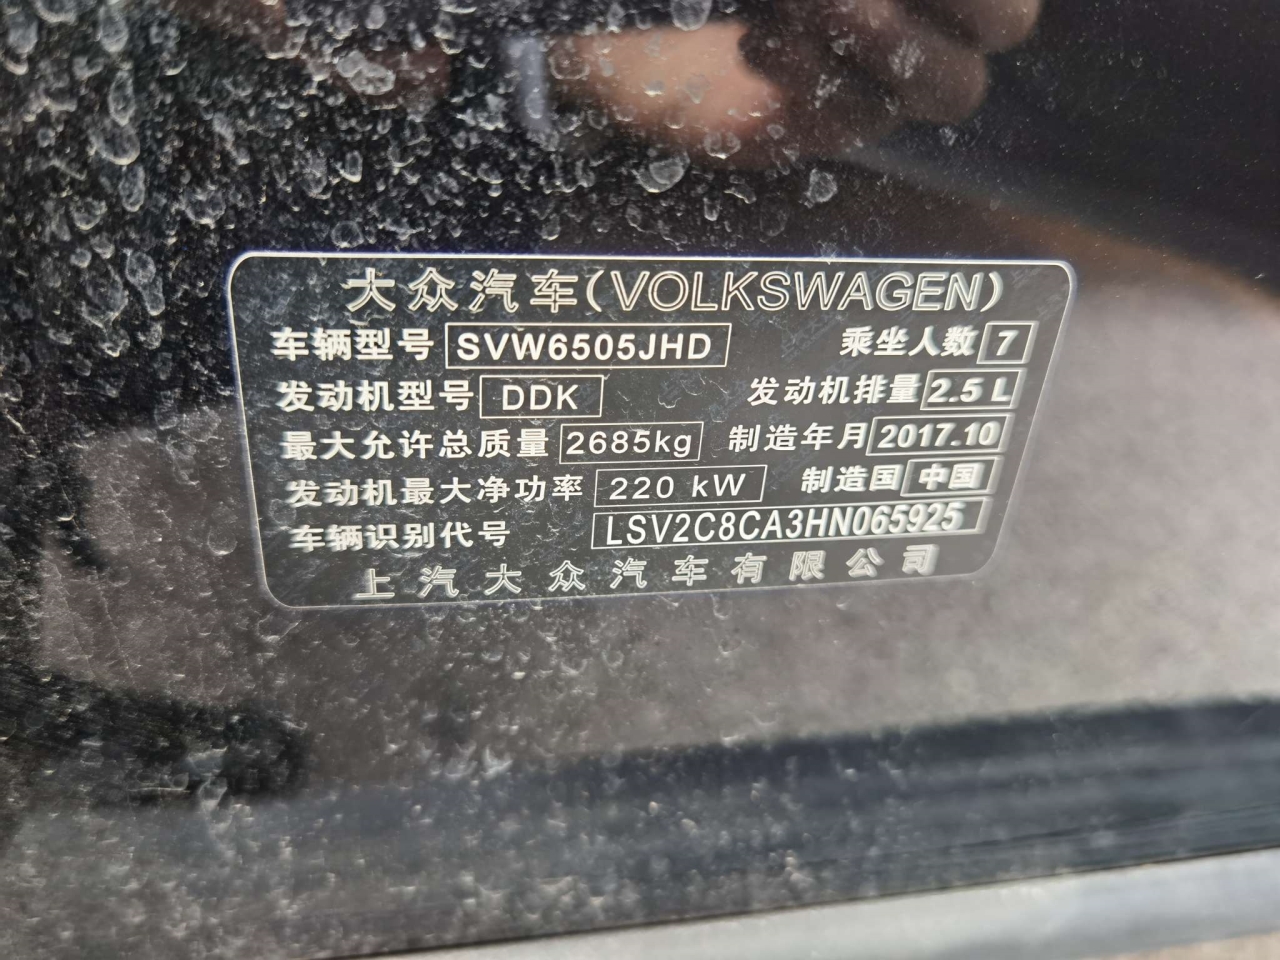 大众汽车(VOLKSWAGEN)
车辆型号 SVW6505JHD 乘坐人数 7
发动机型号 DDK 发动机排量 2.5 L
最大允许总质量 2685kg 制造年月 2017.10
发动机最大净功率 220 kW 制造国 中国
车辆识别代号 LSV2C8CA3HN065925
上汽大众汽车有限公司